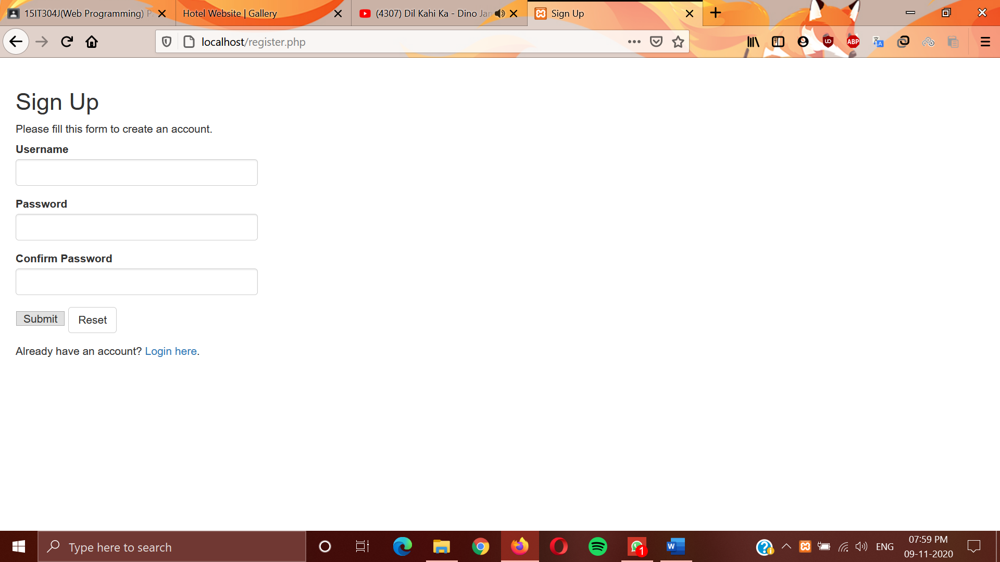 15IT304J(Web Programming)
Hotel Website | Gallery
(4307) Dil Kahi Ka - Dino
Sign Up
localhost/register.php
ABP
Sign Up
Please fill this form to create an account.
Username
Password
Confirm Password
Submit
Reset
Already have an account? Login here.
Type here to search
1
W
ENG
07:59 PM
09-11-2020